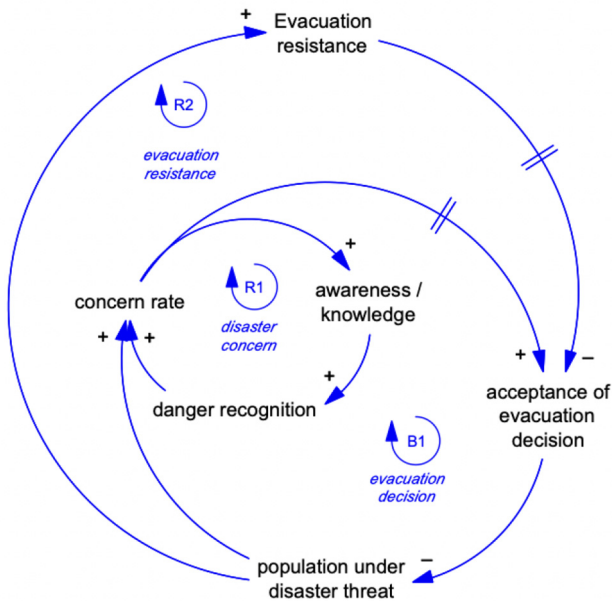 +
Evacuation
resistance
R2
evacuation
resistance
+
R1
concern rate
awareness /
knowledge
disaster
concern
+
+
+
+
–
danger recognition
acceptance of
evacuation
decision
B1
evacuation
decision
–
population under
disaster threat